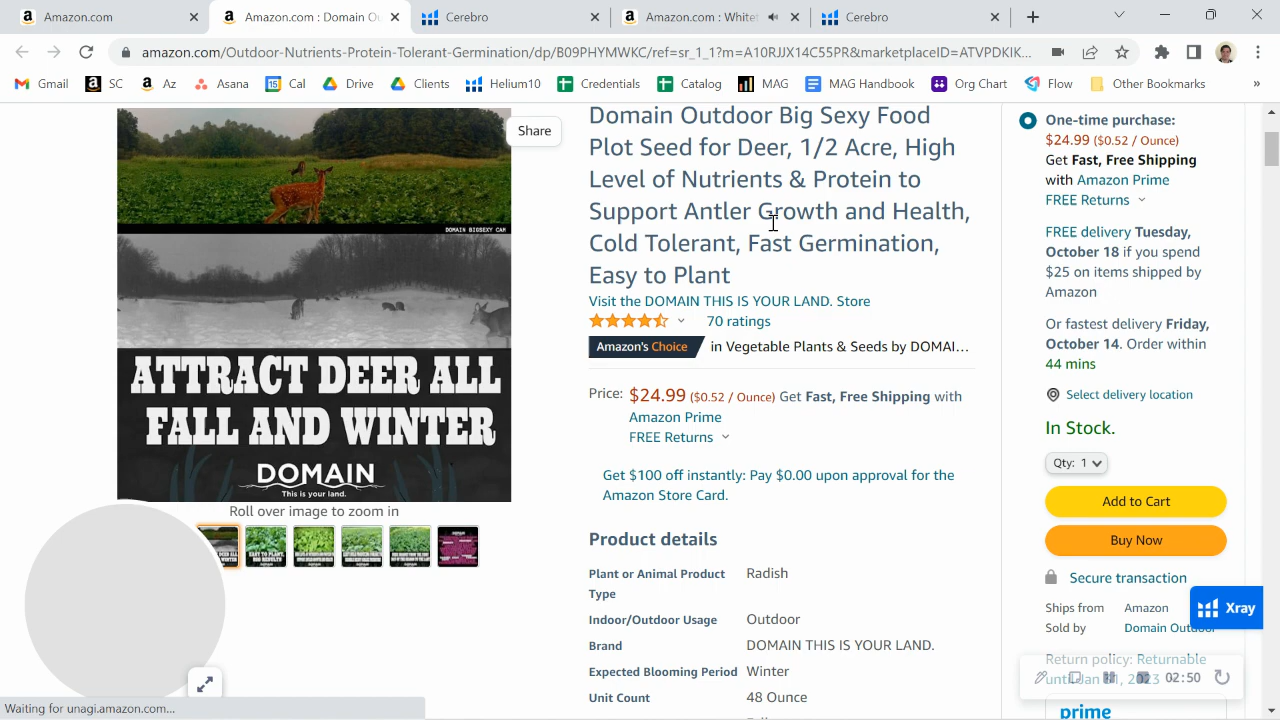 Amazon.com
Amazon.com : Domain Ou
Cerebro
Amazon.com : Whitet
Cerebro
amazon.com/Outdoor-Nutrients-Protein-Tolerant-Germination/dp/B09PHYMWKC/ref=sr_1_1?m=A10RJJX14C55PR&marketplaceID=ATVPDKIK...
Gmail
SC
Az
Asana
Cal
Drive
Clients
Helium10
Credentials
Catalog
MAG
MAG Handbook
Org Chart
Flow
Other Bookmarks
Share
DOMAIN BIGSEXY CAM
ATTRACT DEER ALL
FALL AND WINTER
DOMAIN
This is your land.
Roll over image to zoom in
Domain Outdoor Big Sexy Food
Plot Seed for Deer, 1/2 Acre, High
Level of Nutrients & Protein to
Support Antler Growth and Health,
Cold Tolerant, Fast Germination,
Easy to Plant
Visit the DOMAIN THIS IS YOUR LAND. Store
70 ratings
Amazon's Choice in Vegetable Plants & Seeds by DOMAI...
Price: $24.99 ($0.52 / Ounce) Get Fast, Free Shipping with
Amazon Prime
FREE Returns
Get $100 off instantly: Pay $0.00 upon approval for the
Amazon Store Card.
Product details
Plant or Animal Product Type Radish
Indoor/Outdoor Usage Outdoor
Brand DOMAIN THIS IS YOUR LAND.
Expected Blooming Period Winter
Unit Count 48 Ounce
One-time purchase:
$24.99 ($0.52 / Ounce)
Get Fast, Free Shipping
with Amazon Prime
FREE Returns
FREE delivery Tuesday,
October 18 if you spend
$25 on items shipped by
Amazon
Or fastest delivery Friday,
October 14. Order within
44 mins
Select delivery location
In Stock.
Qty: 1
Add to Cart
Buy Now
Secure transaction
Ships from Amazon
Sold by Domain Outdoor
Xray
Return policy: Returnable
until Jan 31, 2023
02:50
prime
Waiting for unagi.amazon.com...